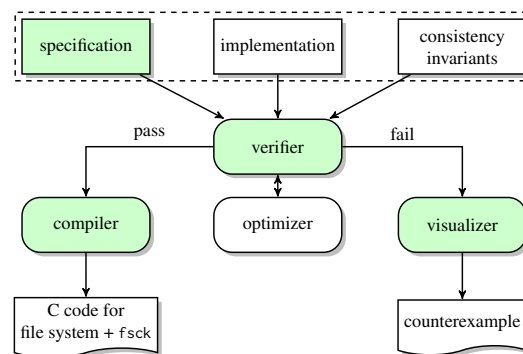 specification
implementation
consistency
invariants
pass
verifier
fail
compiler
optimizer
visualizer
C code for
file system + fsck
counterexample